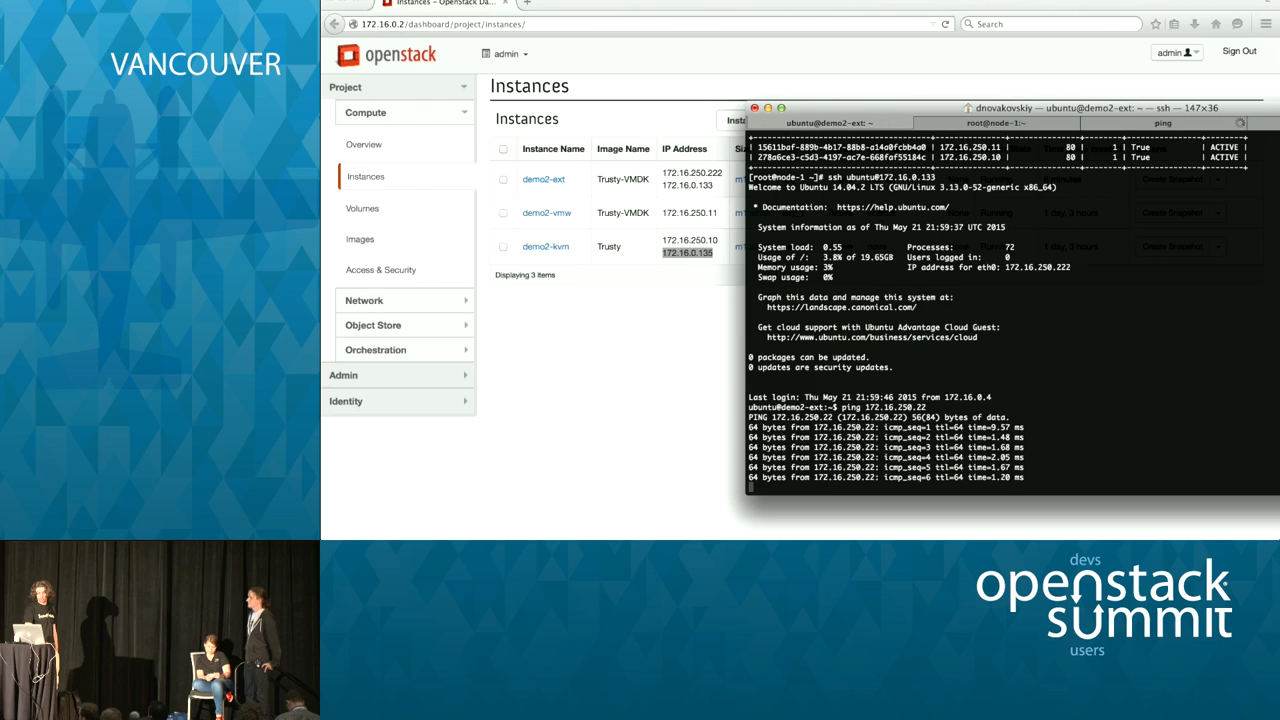 VANCOUVER
Instances - OpenStack Da...
172.16.0.2/dashboard/project/instances/
Search
openstack
admin
admin
Sign Out
Project
Compute
Overview
Instances
Volumes
Images
Access & Security
Network
Object Store
Orchestration
Admin
Identity
Instances
Instances
Insta
Instance Name Image Name IP Address Si
demo2-ext Trusty-VMDK 172.16.250.222
172.16.0.133 m1
demo2-vmw Trusty-VMDK 172.16.250.11 m1
demo2-kvm Trusty 172.16.250.10
172.16.0.135 m1
Displaying 3 items
dnovakovskiy — ubuntu@demo2-ext: ~ — ssh — 147×36
ubuntu@demo2-ext: ~ root@node-1:~ ping
+--------------------------------------+---------------+---------------+--------+----------------+--------+
| 15611baf-889b-4b17-88b8-a14a0fcbb4a0 | 172.16.250.11 | 80 | 1 | True | ACTIVE |
| 278a6ce3-c5d3-4197-ac7e-668faf55184c | 172.16.250.10 | 80 | 1 | True | ACTIVE |
[root@node-1 ~]# ssh ubuntu@172.16.0.133
Welcome to Ubuntu 14.04.2 LTS (GNU/Linux 3.13.0-52-generic x86_64)
* Documentation: https://help.ubuntu.com/
System information as of Thu May 21 21:59:37 UTC 2015
System load: 0.55 Processes: 72
Usage of /: 3.8% of 19.65GB Users logged in: 0
Memory usage: 3% IP address for eth0: 172.16.250.222
Swap usage: 0%
Graph this data and manage this system at:
https://landscape.canonical.com/
Get cloud support with Ubuntu Advantage Cloud Guest:
http://www.ubuntu.com/business/services/cloud
0 packages can be updated.
0 updates are security updates.
Last login: Thu May 21 21:59:46 2015 from 172.16.0.4
ubuntu@demo2-ext:~$ ping 172.16.250.22
PING 172.16.250.22 (172.16.250.22) 56(84) bytes of data.
64 bytes from 172.16.250.22: icmp_seq=1 ttl=64 time=9.57 ms
64 bytes from 172.16.250.22: icmp_seq=2 ttl=64 time=1.48 ms
64 bytes from 172.16.250.22: icmp_seq=3 ttl=64 time=1.68 ms
64 bytes from 172.16.250.22: icmp_seq=4 ttl=64 time=2.05 ms
64 bytes from 172.16.250.22: icmp_seq=5 ttl=64 time=1.67 ms
64 bytes from 172.16.250.22: icmp_seq=6 ttl=64 time=1.20 ms
devs
openstack
summit
users